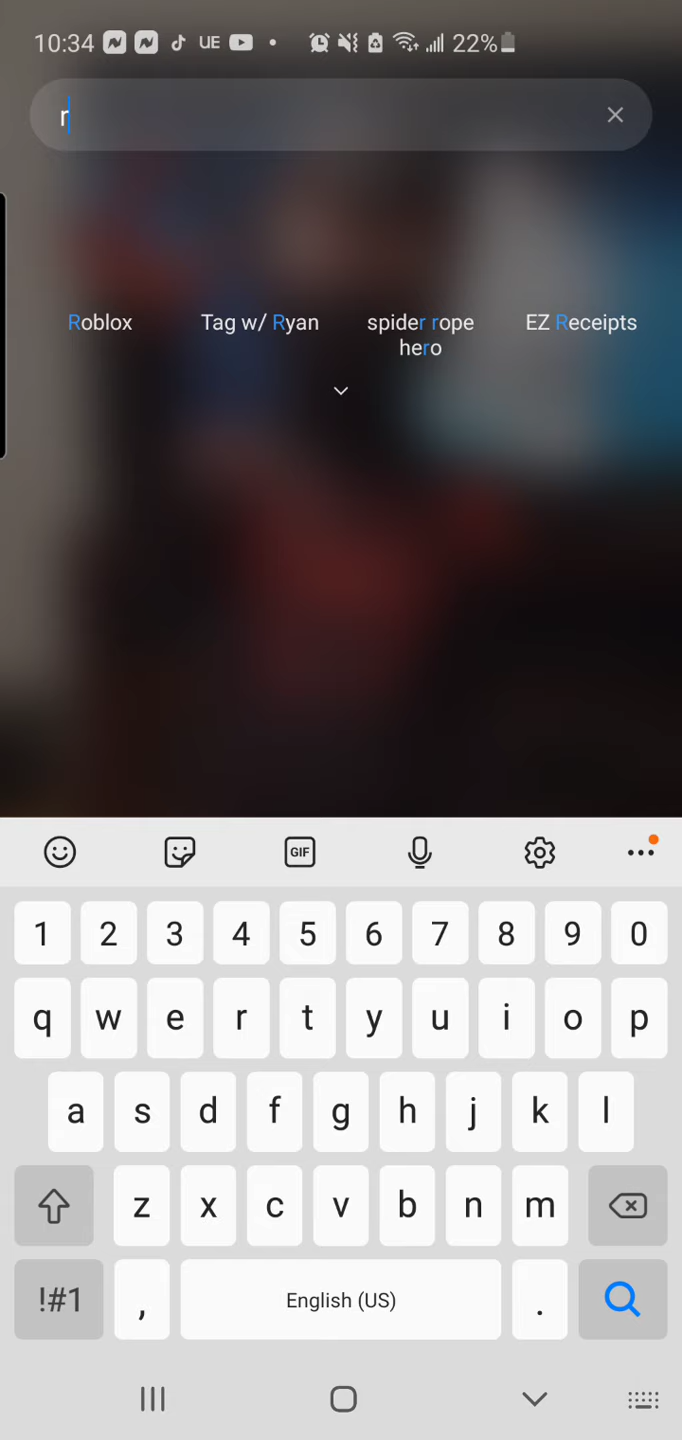 10:34 UE 22%
r
Roblox Tag w/ Ryan spider rope EZ Receipts
hero
GIF
1 2 3 4 5 6 7 8 9 0
q w e r t y u i o p
a s d f g h j k l
z x c v b n m
!#1 , English (US) .